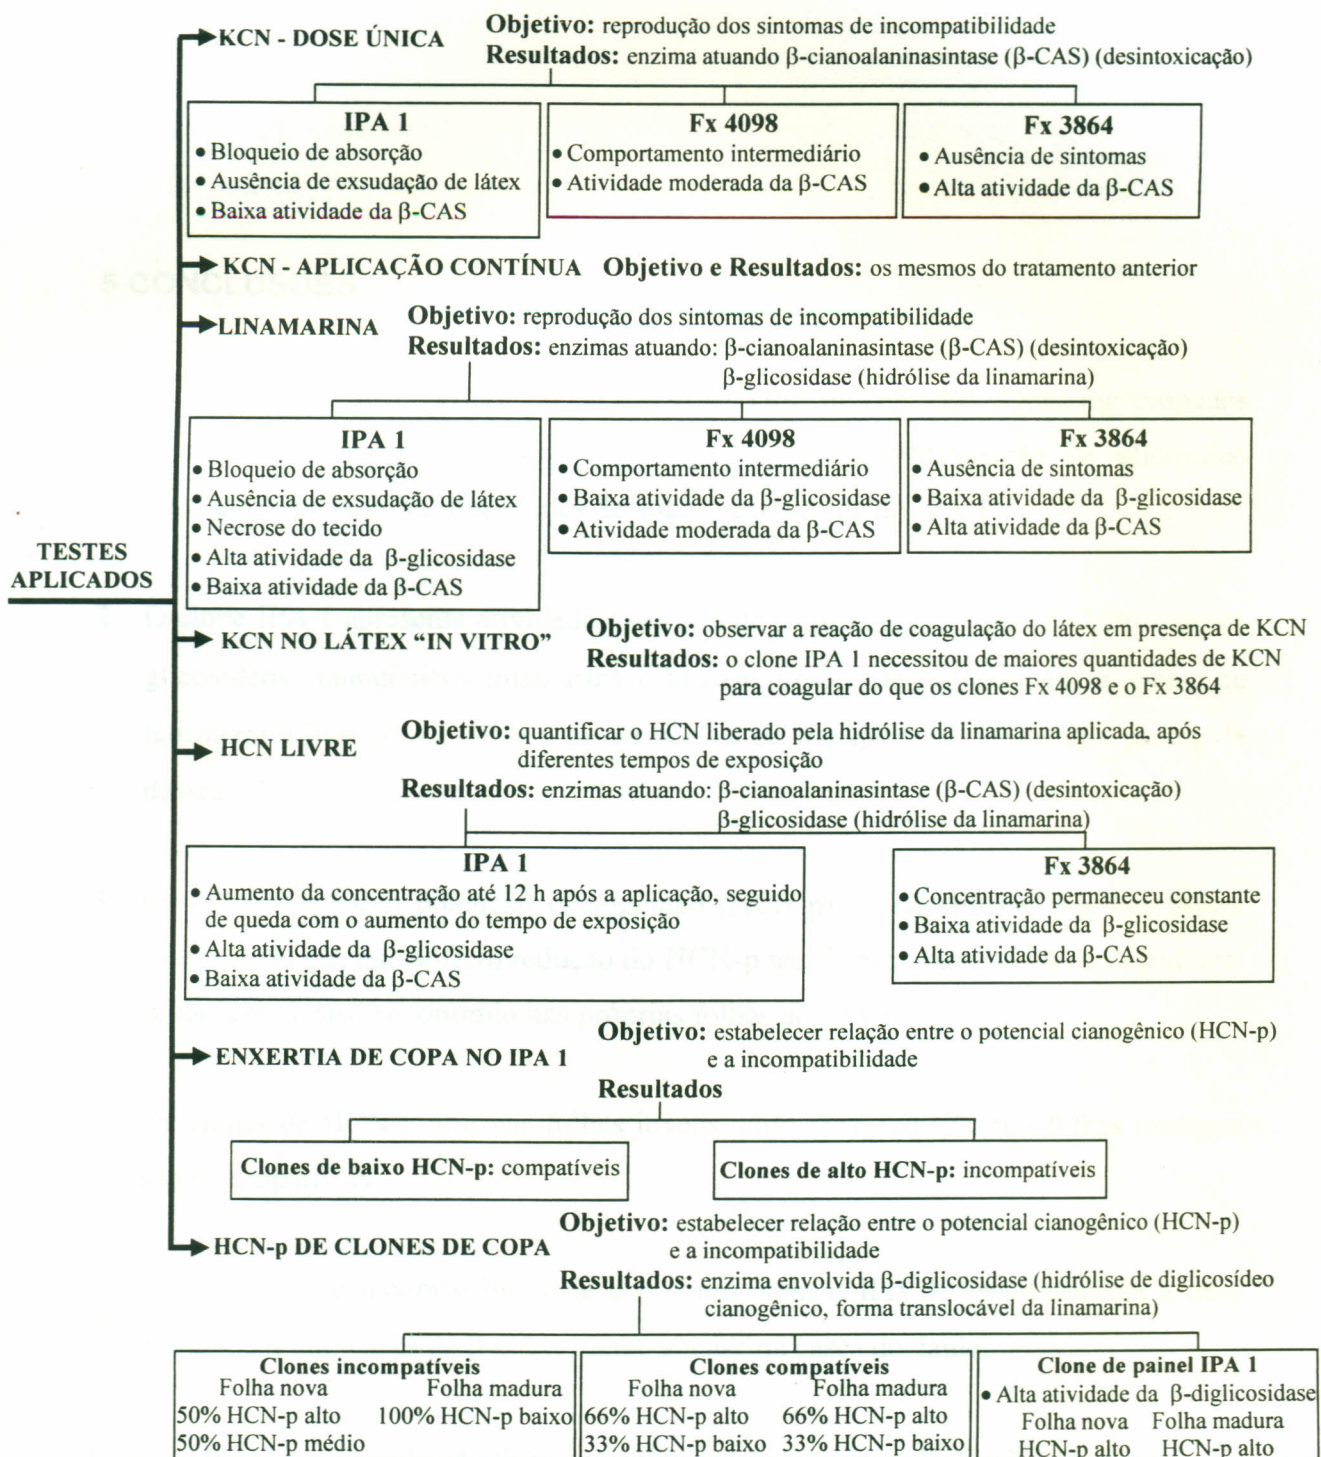 KCN - DOSE ÚNICA
Objetivo: reprodução dos sintomas de incompatibilidade
Resultados: enzima atuando β-cianoalaninasintase (β-CAS) (desintoxicação)
IPA 1
• Bloqueio de absorção
• Ausência de exsudação de látex
• Baixa atividade da β-CAS
Fx 4098
• Comportamento intermediário
• Atividade moderada da β-CAS
Fx 3864
• Ausência de sintomas
• Alta atividade da β-CAS
KCN - APLICAÇÃO CONTÍNUA Objetivo e Resultados: os mesmos do tratamento anterior
5 CONCLUSÕES
LINAMARINA
Objetivo: reprodução dos sintomas de incompatibilidade
Resultados: enzimas atuando: β-cianoalaninasintase (β-CAS) (desintoxicação)
β-glicosidase (hidrólise da linamarina)
IPA 1
• Bloqueio de absorção
• Ausência de exsudação de látex
• Necrose do tecido
• Alta atividade da β-glicosidase
• Baixa atividade da β-CAS
Fx 4098
• Comportamento intermediário
• Baixa atividade da β-glicosidase
• Atividade moderada da β-CAS
Fx 3864
• Ausência de sintomas
• Baixa atividade da β-glicosidase
• Alta atividade da β-CAS
TESTES
APLICADOS
KCN NO LÁTEX “IN VITRO”
Objetivo: observar a reação de coagulação do látex em presença de KCN
Resultados: o clone IPA 1 necessitou de maiores quantidades de KCN
para coagular do que os clones Fx 4098 e o Fx 3864
HCN LIVRE
Objetivo: quantificar o HCN liberado pela hidrólise da linamarina aplicada, após
diferentes tempos de exposição
Resultados: enzimas atuando: β-cianoalaninasintase (β-CAS) (desintoxicação)
β-glicosidase (hidrólise da linamarina)
IPA 1
• Aumento da concentração até 12 h após a aplicação, seguido
de queda com o aumento do tempo de exposição
• Alta atividade da β-glicosidase
• Baixa atividade da β-CAS
Fx 3864
• Concentração permaneceu constante
• Baixa atividade da β-glicosidase
• Alta atividade da β-CAS
ENXERTIA DE COPA NO IPA 1
Objetivo: estabelecer relação entre o potencial cianogênico (HCN-p)
e a incompatibilidade
Resultados
Clones de baixo HCN-p: compatíveis
Clones de alto HCN-p: incompatíveis
HCN-p DE CLONES DE COPA
Objetivo: estabelecer relação entre o potencial cianogênico (HCN-p)
e a incompatibilidade
Resultados: enzima envolvida β-diglicosidase (hidrólise de diglicosídeo
cianogênico, forma translocável da linamarina)
Clones incompatíveis
Folha nova Folha madura
50% HCN-p alto 100% HCN-p baixo
50% HCN-p médio
Clones compatíveis
Folha nova Folha madura
66% HCN-p alto 66% HCN-p alto
33% HCN-p baixo 33% HCN-p baixo
Clone de painel IPA 1
• Alta atividade da β-diglicosidase
Folha nova Folha madura
HCN-p alto HCN-p alto